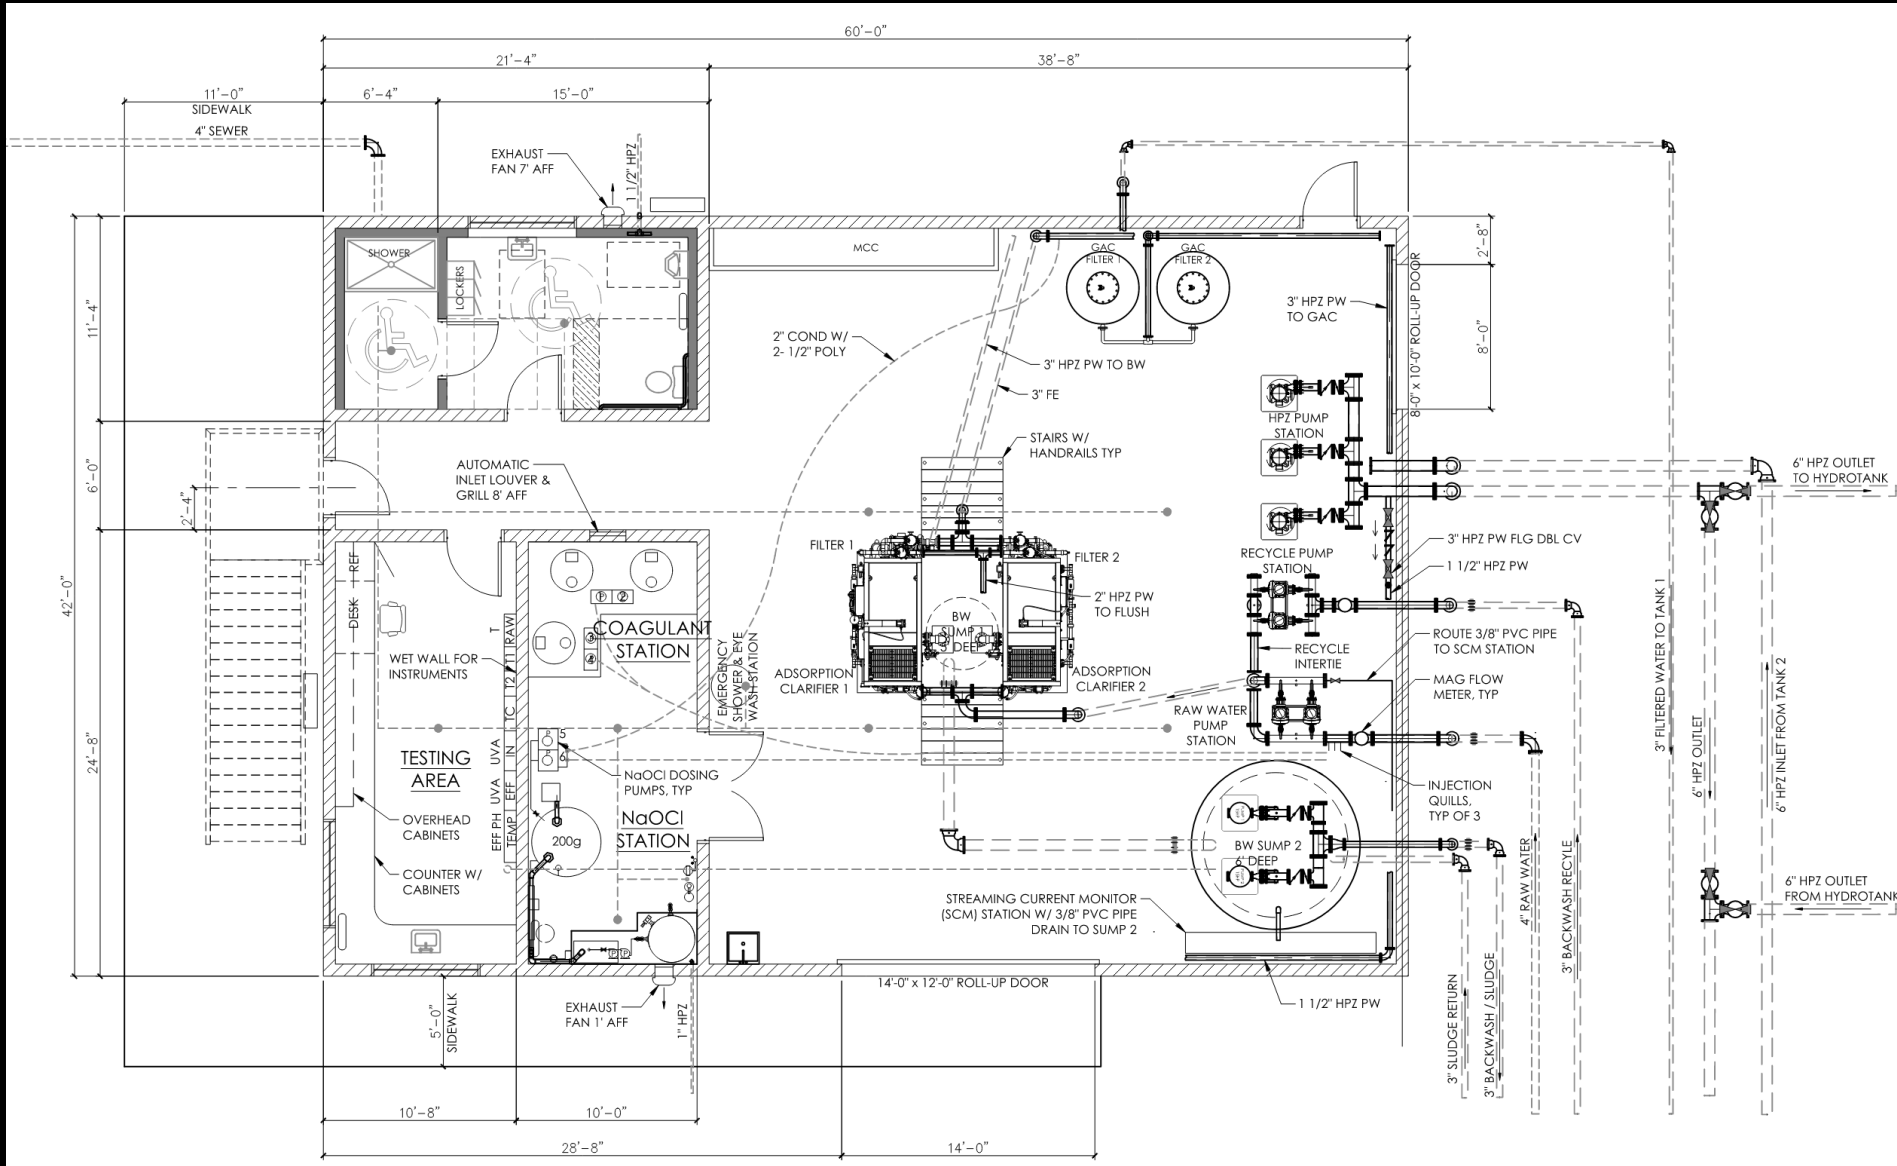 60'-0"
21'-4"
38'-8"
11'-0"
SIDEWALK
6'-4"
15'-0"
4" SEWER
EXHAUST
FAN 7' AFF
1 1/2" HPZ
SHOWER
LOCKERS
MCC
GAC
FILTER 1
GAC
FILTER 2
2'-8"
8'-0" x 10'-0" ROLL-UP DOOR
8'-0"
3" HPZ PW
TO GAC
11'-4"
2" COND W/
2- 1/2" POLY
3" HPZ PW TO BW
3" FE
HPZ PUMP
STATION
STAIRS W/
HANDRAILS TYP
6'-0"
2'-4"
AUTOMATIC
INLET LOUVER &
GRILL 8' AFF
6" HPZ OUTLET
TO HYDROTANK
FILTER 1
FILTER 2
RECYCLE PUMP
STATION
3" HPZ PW FLG DBL CV
1 1/2" HPZ PW
42'-0"
REF
DESK
P
2
3
4
COAGULANT
STATION
2" HPZ PW
TO FLUSH
BW
SUMP 1
3' DEEP
ROUTE 3/8" PVC PIPE
TO SCM STATION
RECYCLE
INTERTIE
WET WALL FOR
INSTRUMENTS
EMERGENCY
SHOWER & EYE
WASH STATION
ADSORPTION
CLARIFIER 1
ADSORPTION
CLARIFIER 2
MAG FLOW
METER, TYP
RAW WATER
PUMP
STATION
T
RAW
T1
T2
TC
IN
EFF
TEMP
UVA
UVA
EFF PH
24'-8"
TESTING
AREA
5
6
NaOCl DOSING
PUMPS, TYP
INJECTION
QUILLS,
TYP OF 3
OVERHEAD
CABINETS
NaOCl
STATION
200g
BW SUMP 2
6' DEEP
COUNTER W/
CABINETS
STREAMING CURRENT MONITOR
(SCM) STATION W/ 3/8" PVC PIPE
DRAIN TO SUMP 2
6" HPZ OUTLET
FROM HYDROTANK
3" FILTERED WATER TO TANK 1
6" HPZ OUTLET
6" HPZ INLET FROM TANK 2
4" RAW WATER
3" BACKWASH RECYLE
3" SLUDGE RETURN
3" BACKWASH / SLUDGE
14'-0" x 12'-0" ROLL-UP DOOR
1 1/2" HPZ PW
5'-0"
SIDEWALK
EXHAUST
FAN 1' AFF
1" HPZ
10'-8"
10'-0"
28'-8"
14'-0"